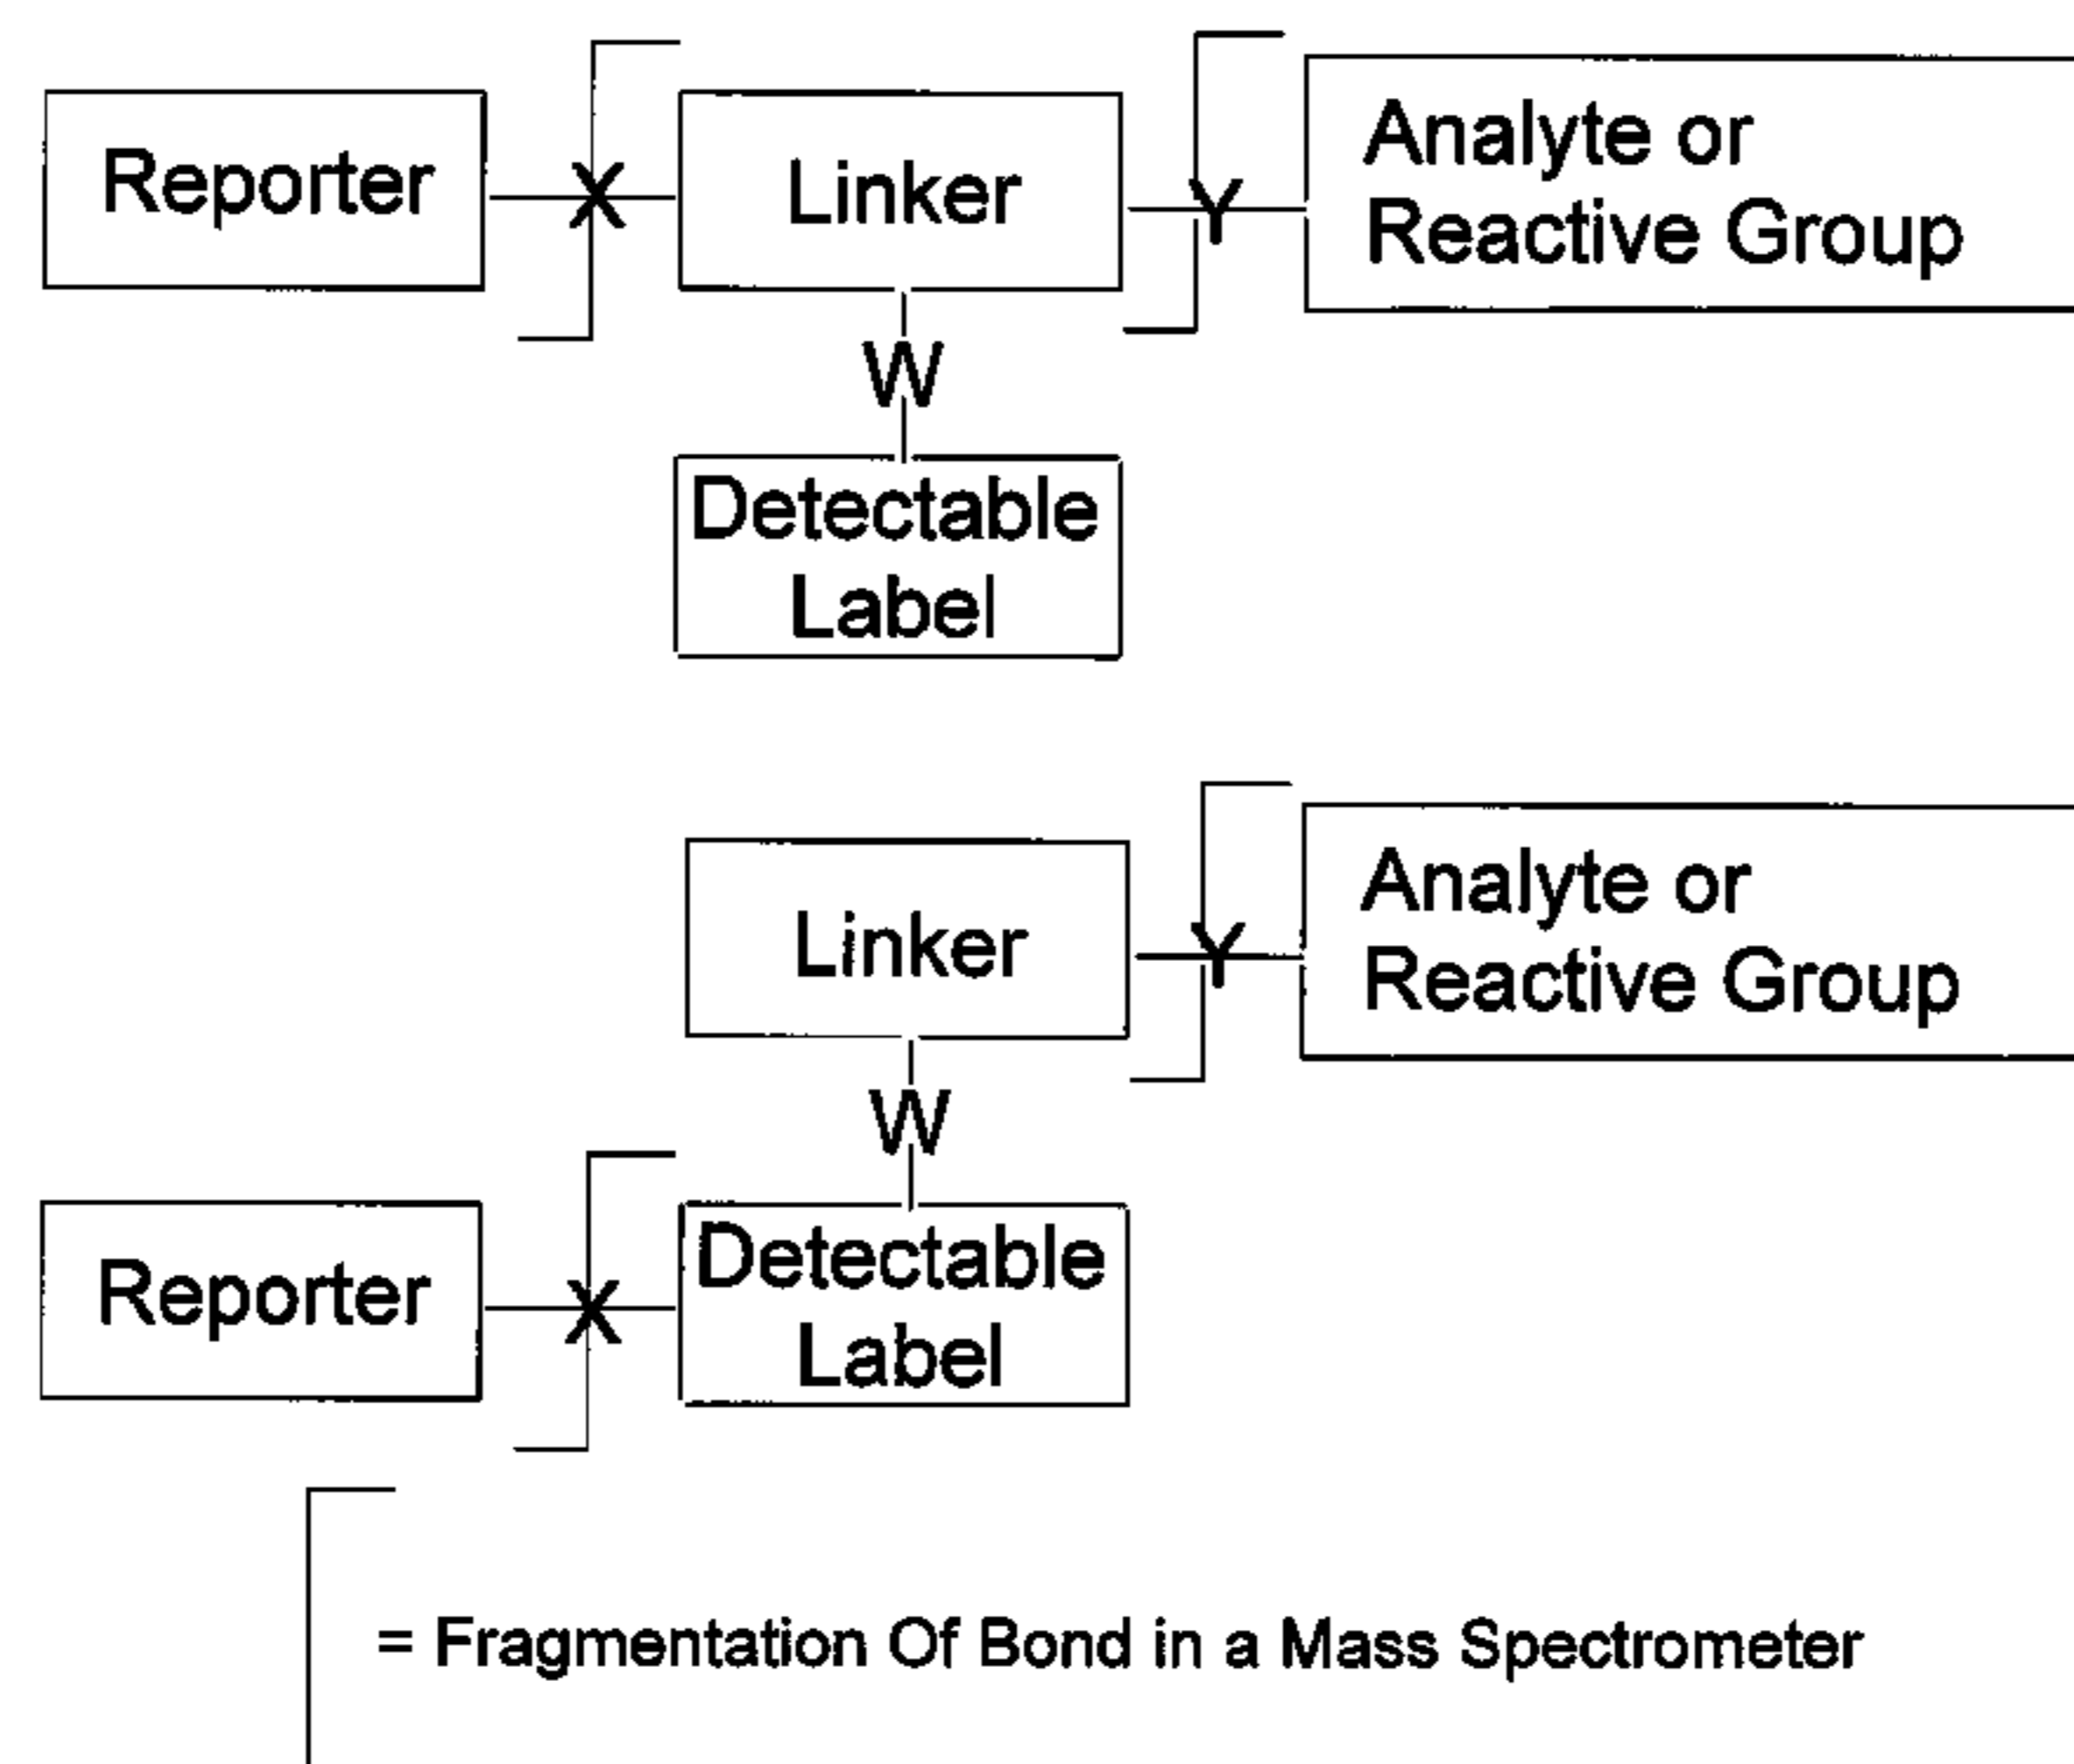 Reporter
X
Linker
Y
Analyte or
Reactive Group
W
Detectable
Label
Linker
Y
Analyte or
Reactive Group
W
Reporter
X
Detectable
Label
= Fragmentation Of Bond in a Mass Spectrometer